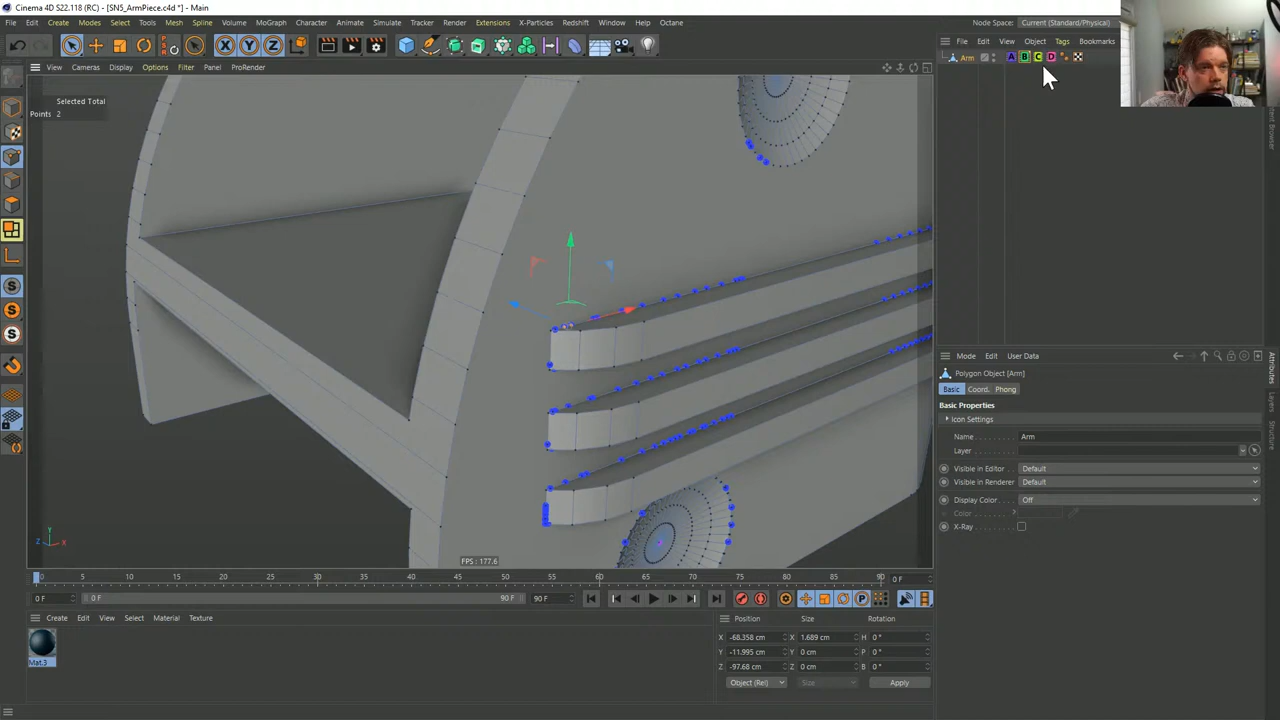 Cinema 4D S22.118 (RC) - [SN5_ArmPiece.c4d *] - Main
File Edit Create Modes Select Tools Mesh Spline Volume MoGraph Character Animate Simulate Tracker Render Extensions X-Particles Redshift Window Help Octane
Node Space: Current (Standard/Physical)
File Edit View Object Tags Bookmarks
X Y Z
Arm A B C D
View Cameras Display Options Filter Panel ProRender
Selected Total
Points 2
Mode Edit User Data
Polygon Object [Arm]
Basic Coord. Phong
Basic Properties
Icon Settings
Name Arm
Layer
Visible in Editor Default
Visible in Renderer Default
Display Color Off
Color
X-Ray
Attributes
Layers
Structure
S
S
S
Y
Z X
FPS : 177.6
0 5 10 15 20 25 30 35 40 45 50 55 60 65 70 75 80 85 90 0 F
0 F 0 F 90 F 90 F P
Create Edit View Select Material Texture
Mat.3
Position Size Rotation
X -68.358 cm X 1.689 cm H 0 °
Y -11.995 cm Y 0 cm P 0 °
Z -97.68 cm Z 0 cm B 0 °
Object (Rel) Size Apply